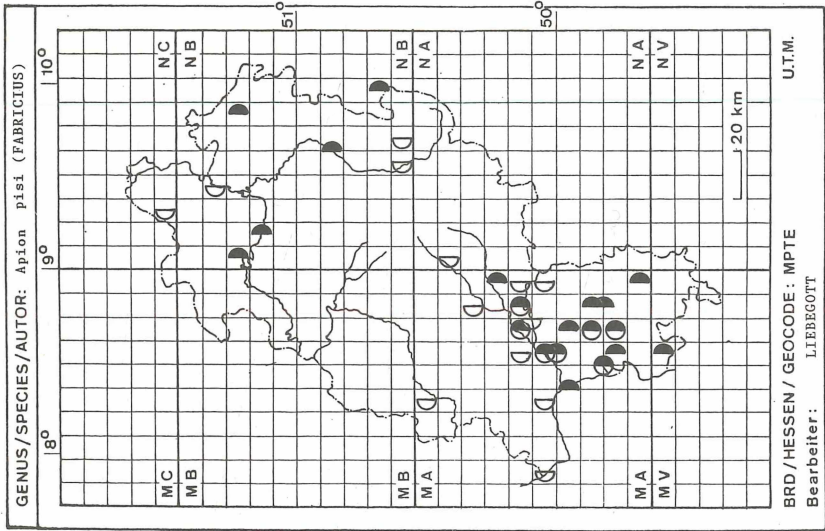 GENUS/SPECIES/AUTOR: Apion pisi (FABRICIUS)
8° 9° 10°
MC NC
MB NB
51°
MB NB
MA NA
50°
MA NA
MV NV
20 km
BRD/HESSEN/GEOCODE: MPTE U.T.M.
Bearbeiter: LIEBEGOTT